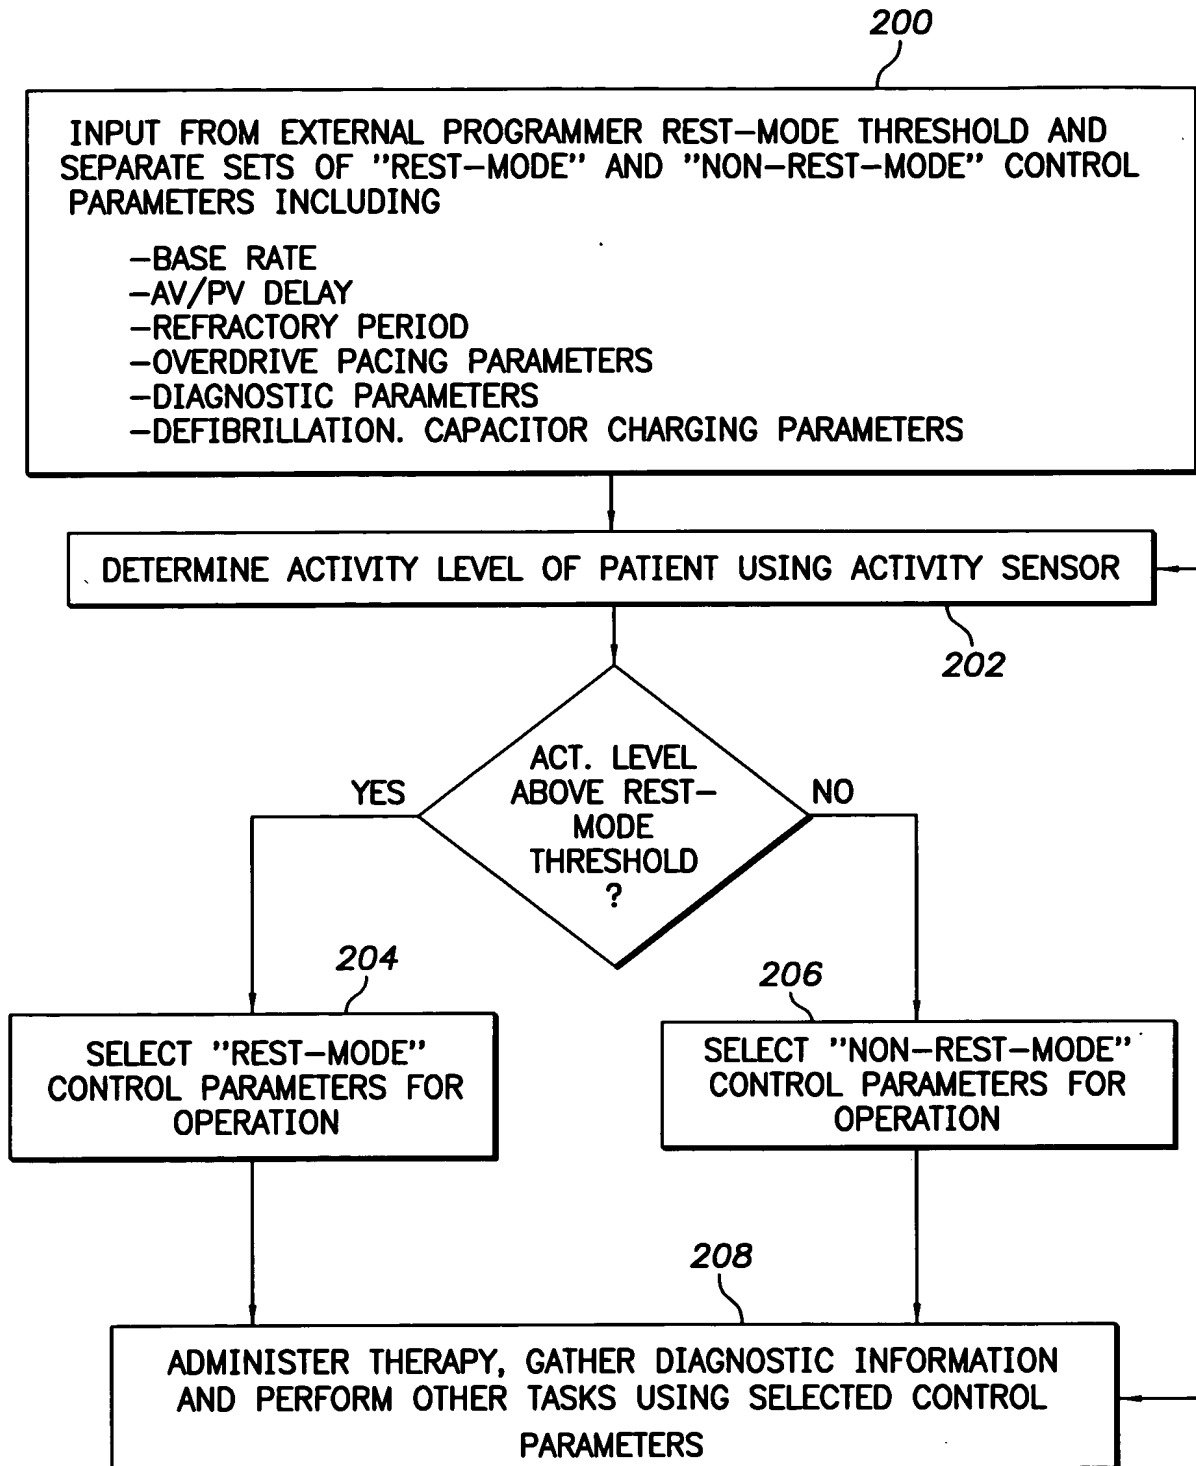 200
INPUT FROM EXTERNAL PROGRAMMER REST-MODE THRESHOLD AND
SEPARATE SETS OF "REST-MODE" AND "NON-REST-MODE" CONTROL
PARAMETERS INCLUDING
-BASE RATE
-AV/PV DELAY
-REFRACTORY PERIOD
-OVERDRIVE PACING PARAMETERS
-DIAGNOSTIC PARAMETERS
-DEFIBRILLATION. CAPACITOR CHARGING PARAMETERS
DETERMINE ACTIVITY LEVEL OF PATIENT USING ACTIVITY SENSOR
202
ACT. LEVEL
ABOVE REST-
MODE
THRESHOLD
?
YES
NO
204
SELECT "REST-MODE"
CONTROL PARAMETERS FOR
OPERATION
206
SELECT "NON-REST-MODE"
CONTROL PARAMETERS FOR
OPERATION
208
ADMINISTER THERAPY, GATHER DIAGNOSTIC INFORMATION
AND PERFORM OTHER TASKS USING SELECTED CONTROL
PARAMETERS